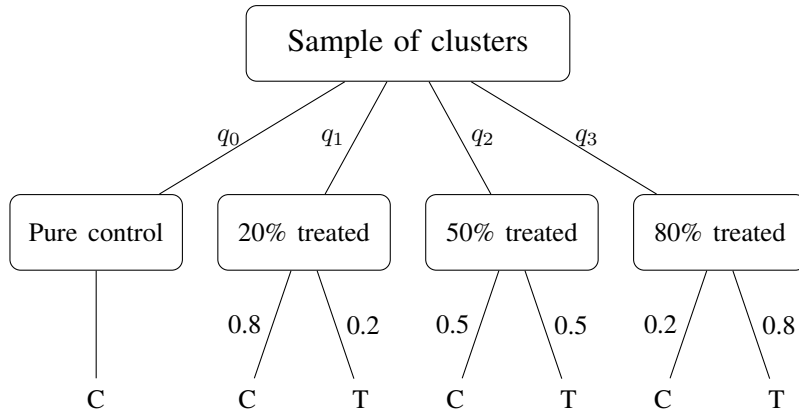 Sample of clusters
q0 q1 q2 q3
Pure control 20% treated 50% treated 80% treated
0.8 0.2 0.5 0.5 0.2 0.8
C C T C T C T